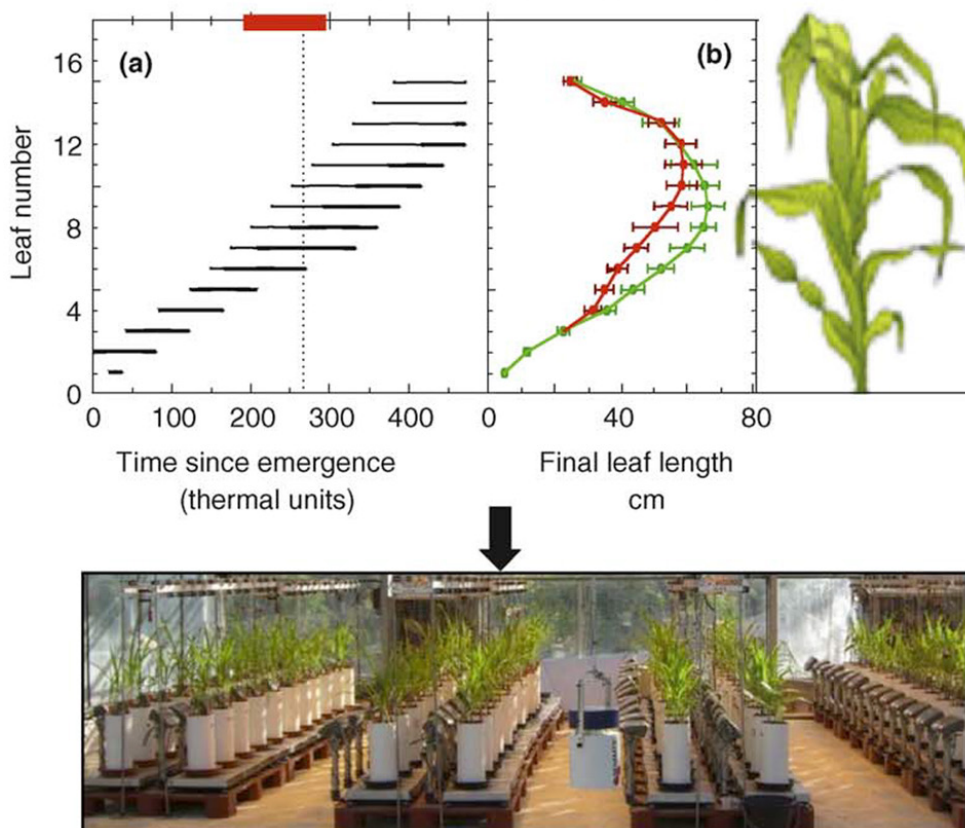 (a)
(b)
16
12
8
4
0
Leaf number
0 100 200 300 400
0 40 80
Time since emergence
(thermal units)
Final leaf length
cm